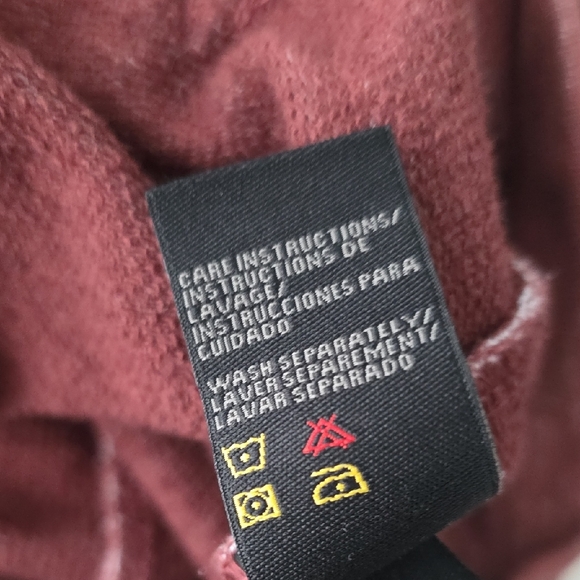 CARE INSTRUCTIONS/
INSTRUCTIONS DE
LAVAGE/
INSTRUCCIONES PARA
CUIDADO
WASH SEPARATELY/
LAVER SEPAREMENT/
LAVAR SEPARADO